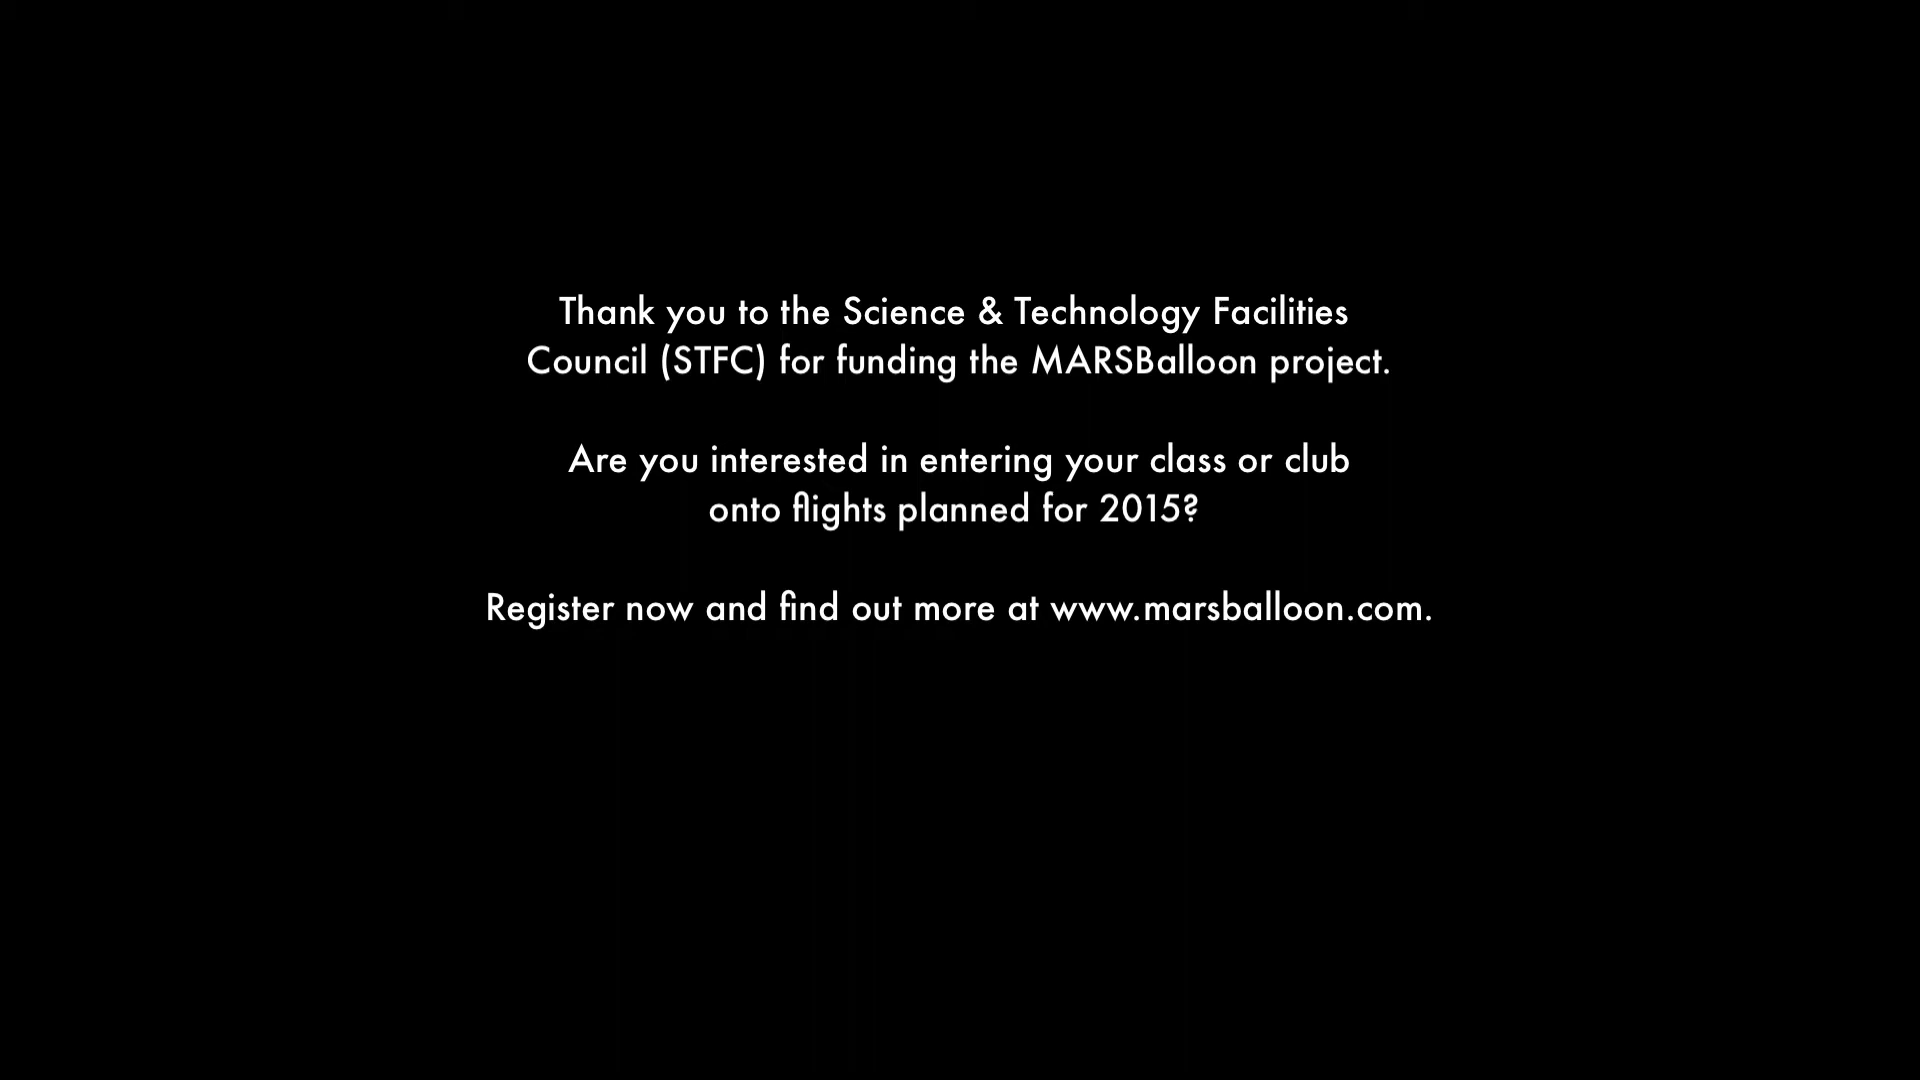 Thank you to the Science & Technology Facilities
Council (STFC) for funding the MARSBalloon project.
Are you interested in entering your class or club
onto flights planned for 2015?
Register now and find out more at www.marsballoon.com.